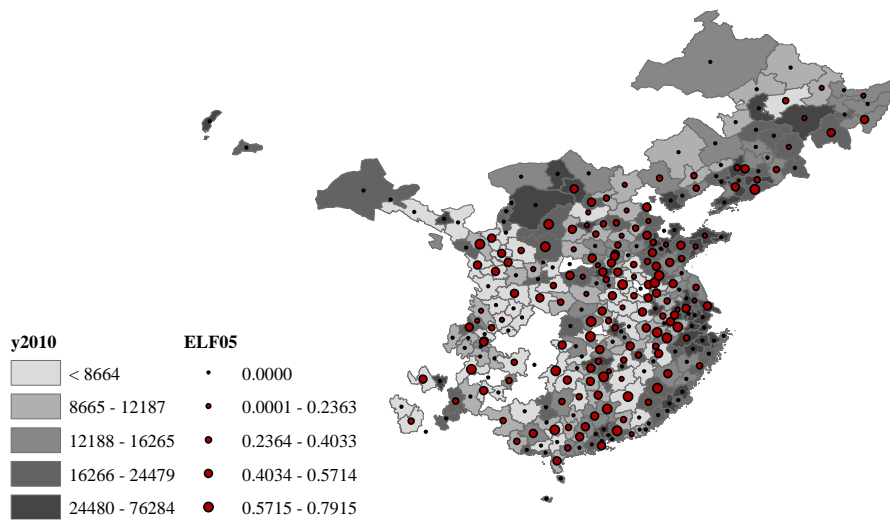 y2010 ELF05
< 8664 0.0000
8665 - 12187 0.0001 - 0.2363
12188 - 16265 0.2364 - 0.4033
16266 - 24479 0.4034 - 0.5714
24480 - 76284 0.5715 - 0.7915